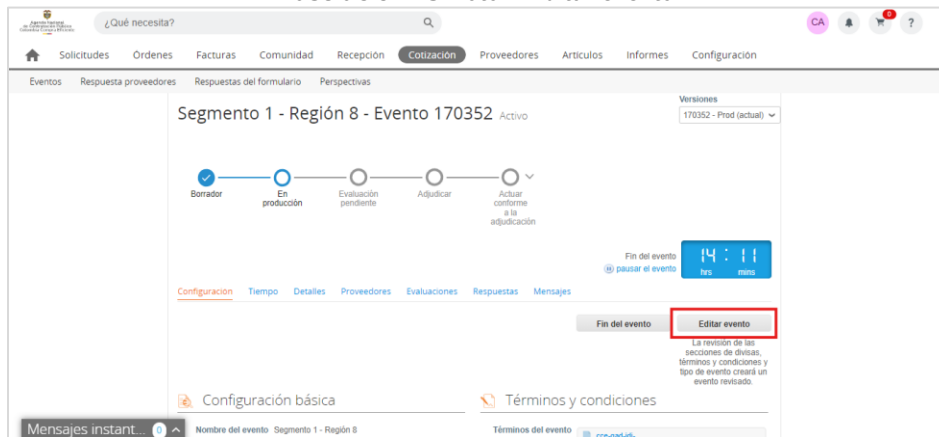 ¿Qué necesita?
CA
?
Solicitudes Órdenes Facturas Comunidad Recepción Cotización Proveedores Artículos Informes Configuración
Eventos Respuesta proveedores Respuestas del formulario Perspectivas
Segmento 1 - Región 8 - Evento 170352 Activo
Versiones
170352 - Prod (actual)
Borrador
En producción
Evaluación pendiente
Adjudicar
Actuar conforme a la adjudicación
Fin del evento
pausar el evento
14 : 11
hrs mins
Configuracion Tiempo Detalles Proveedores Evaluaciones Respuestas Mensajes
Fin del evento
Editar evento
La revisión de las
secciones de divisas,
términos y condiciones y
tipo de evento creará un
evento revisado.
Configuración básica
Términos y condiciones
Nombre del evento Segmento 1 - Región 8
Términos del evento
Mensajes instant... 0